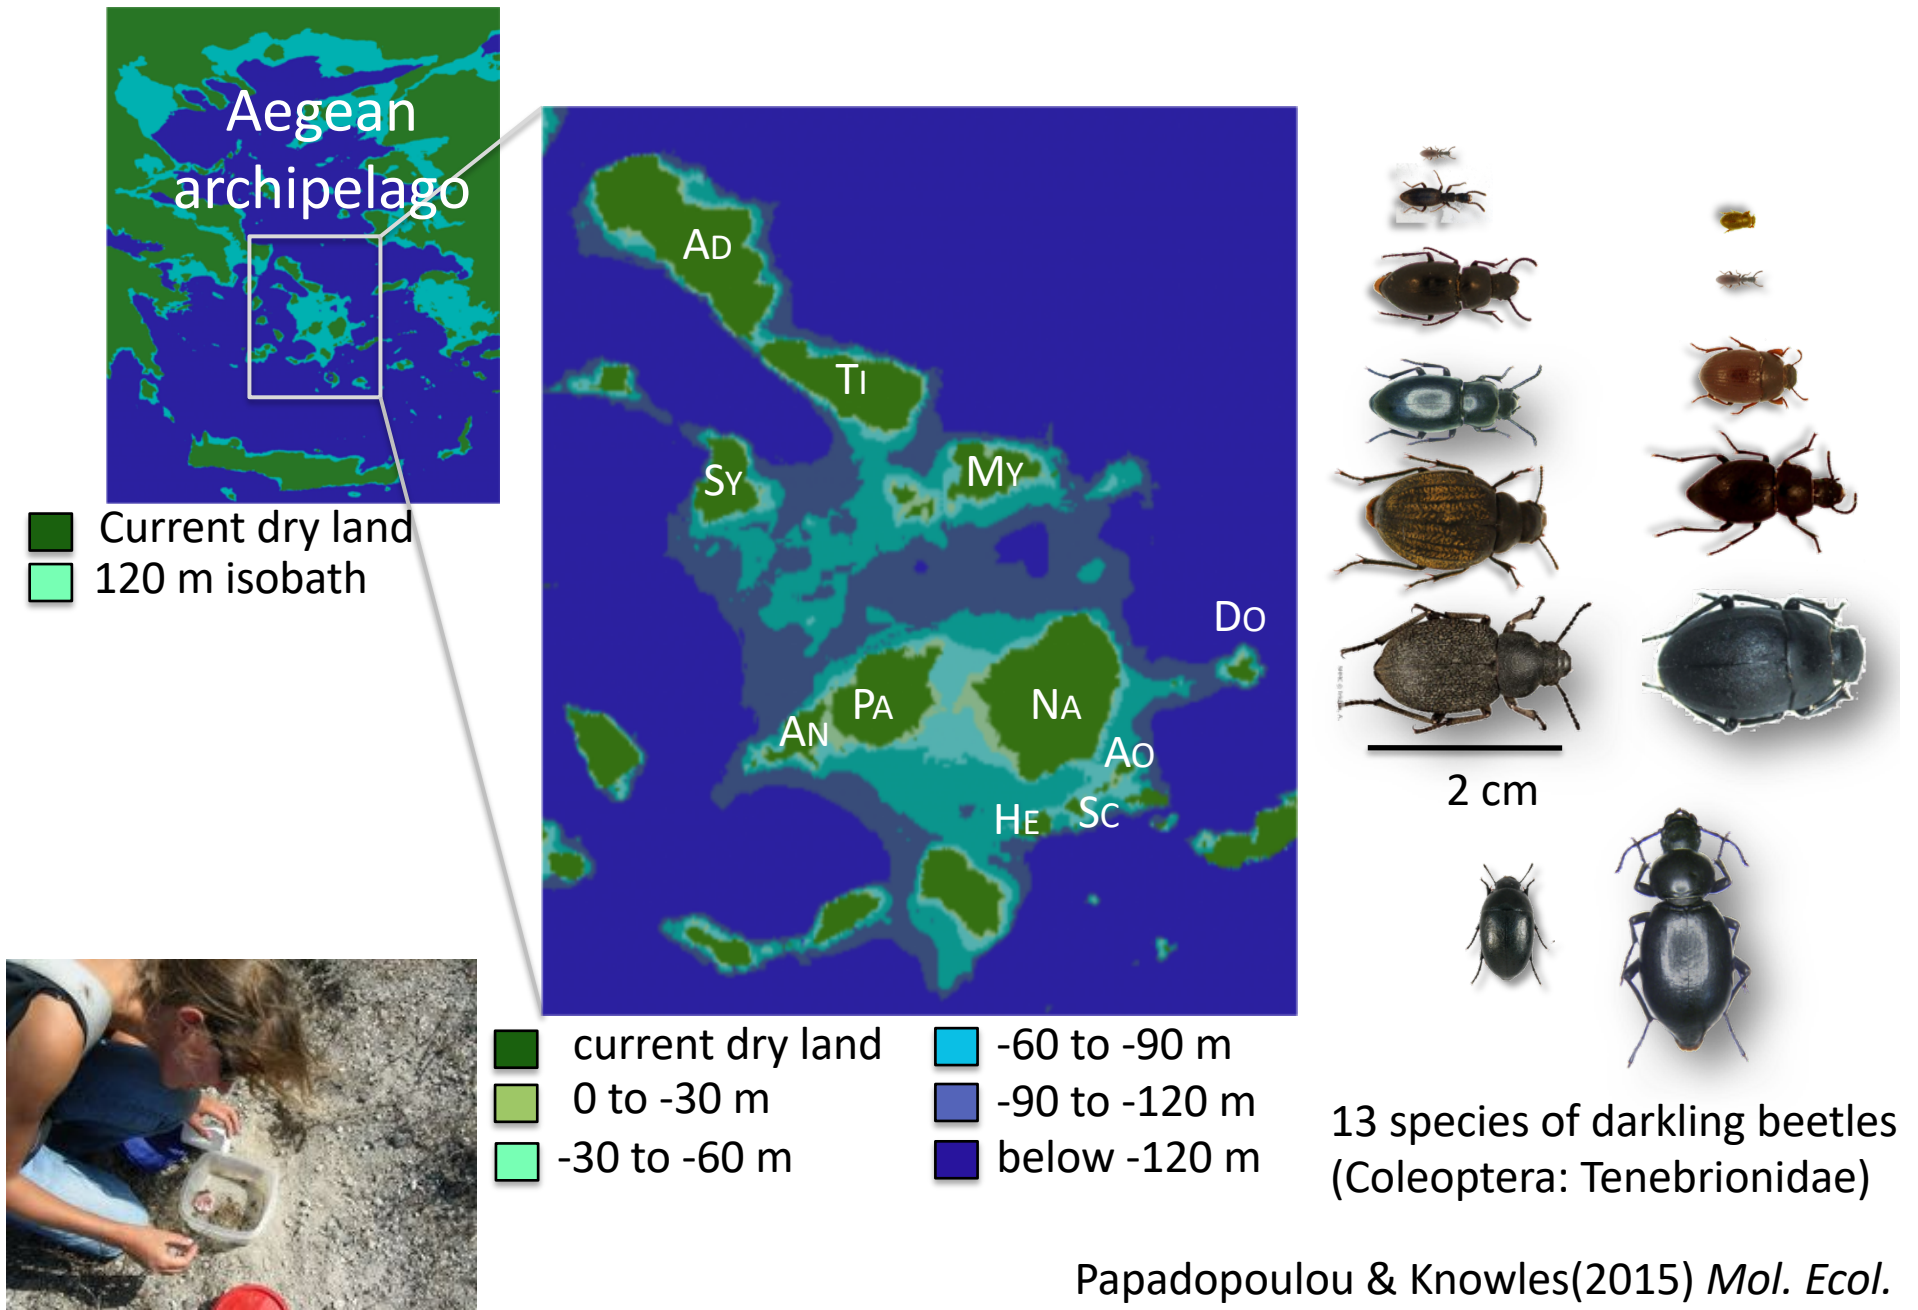 Aegean
archipelago
Current dry land
120 m isobath
AD
TI
SY
MY
DO
PA
NA
AN
AO
HE
SC
current dry land
0 to -30 m
-30 to -60 m
-60 to -90 m
-90 to -120 m
below -120 m
2 cm
13 species of darkling beetles
(Coleoptera: Tenebrionidae)
Papadopoulou & Knowles(2015) Mol. Ecol.